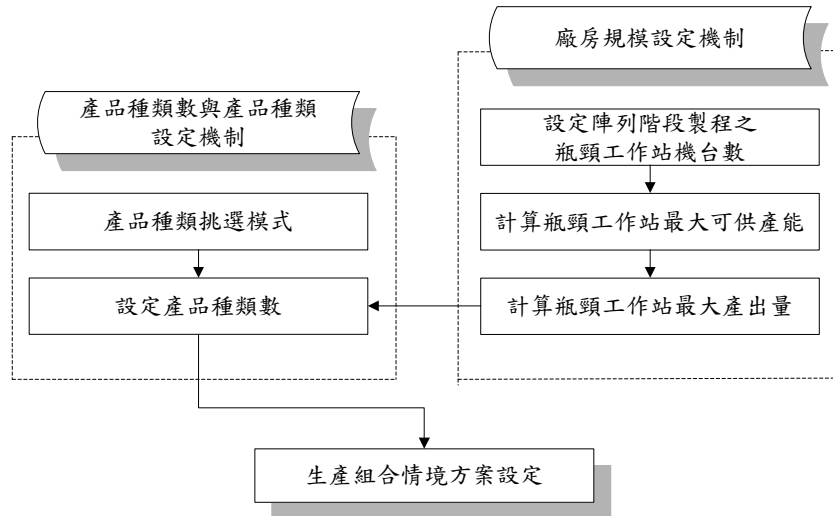 廠房規模設定機制
產品種類數與產品種類
設定機制
設定陣列階段製程之
瓶頸工作站機台數
產品種類挑選模式
計算瓶頸工作站最大可供產能
設定產品種類數
計算瓶頸工作站最大產出量
生產組合情境方案設定